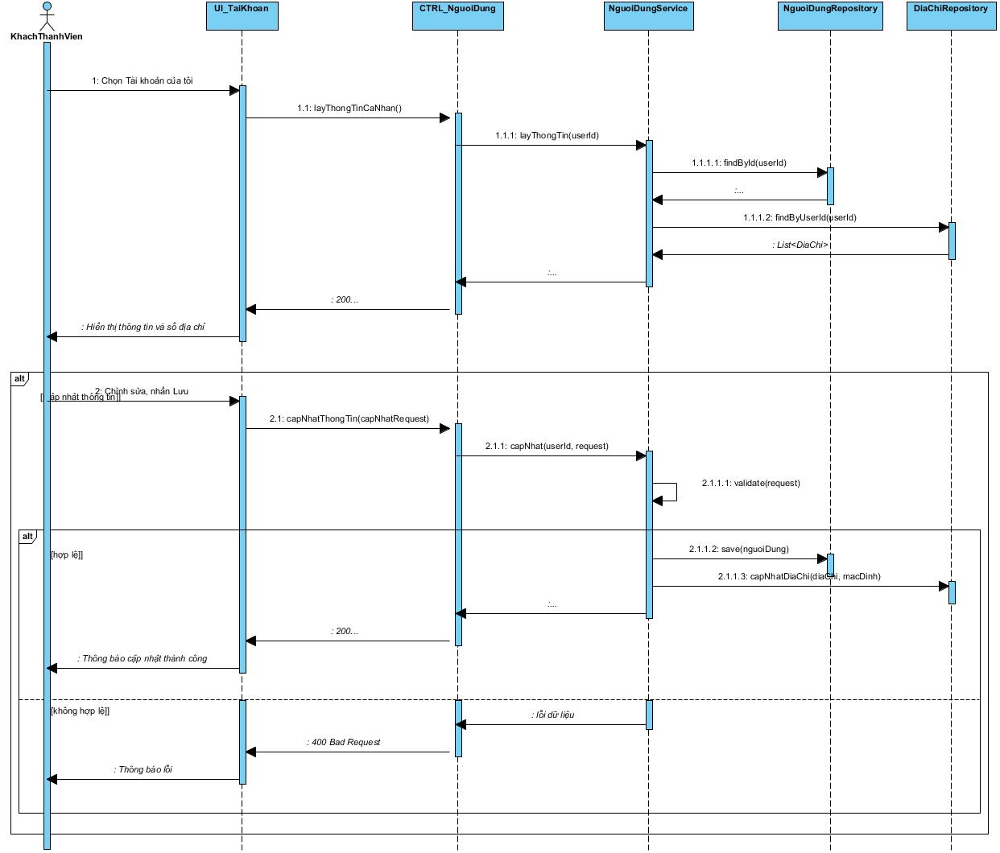 UI_TaiKhoan
CTRL_NguoiDung
NguoiDungService
NguoiDungRepository
DiaChiRepository
KhachThanhVien
1: Chọn Tài khoản của tôi
1.1: layThongTinCaNhan()
1.1.1: layThongTin(userId)
1.1.1.1: findById(userId)
:...
1.1.1.2: findByUserId(userId)
: List<DiaChi>
:...
: 200...
: Hiển thị thông tin và sổ địa chỉ
alt
2: Chỉnh sửa, nhấn Lưu
nhật thông tin]]
2.1: capNhatThongTin(capNhatRequest)
2.1.1: capNhat(userId, request)
2.1.1.1: validate(request)
alt
[hợp lệ]]
2.1.1.2: save(nguoiDung)
2.1.1.3: capNhatDiaChi(diaChi, macDinh)
:...
: 200...
: Thông báo cập nhật thành công
[không hợp lệ]]
: lỗi dữ liệu
: 400 Bad Request
: Thông báo lỗi